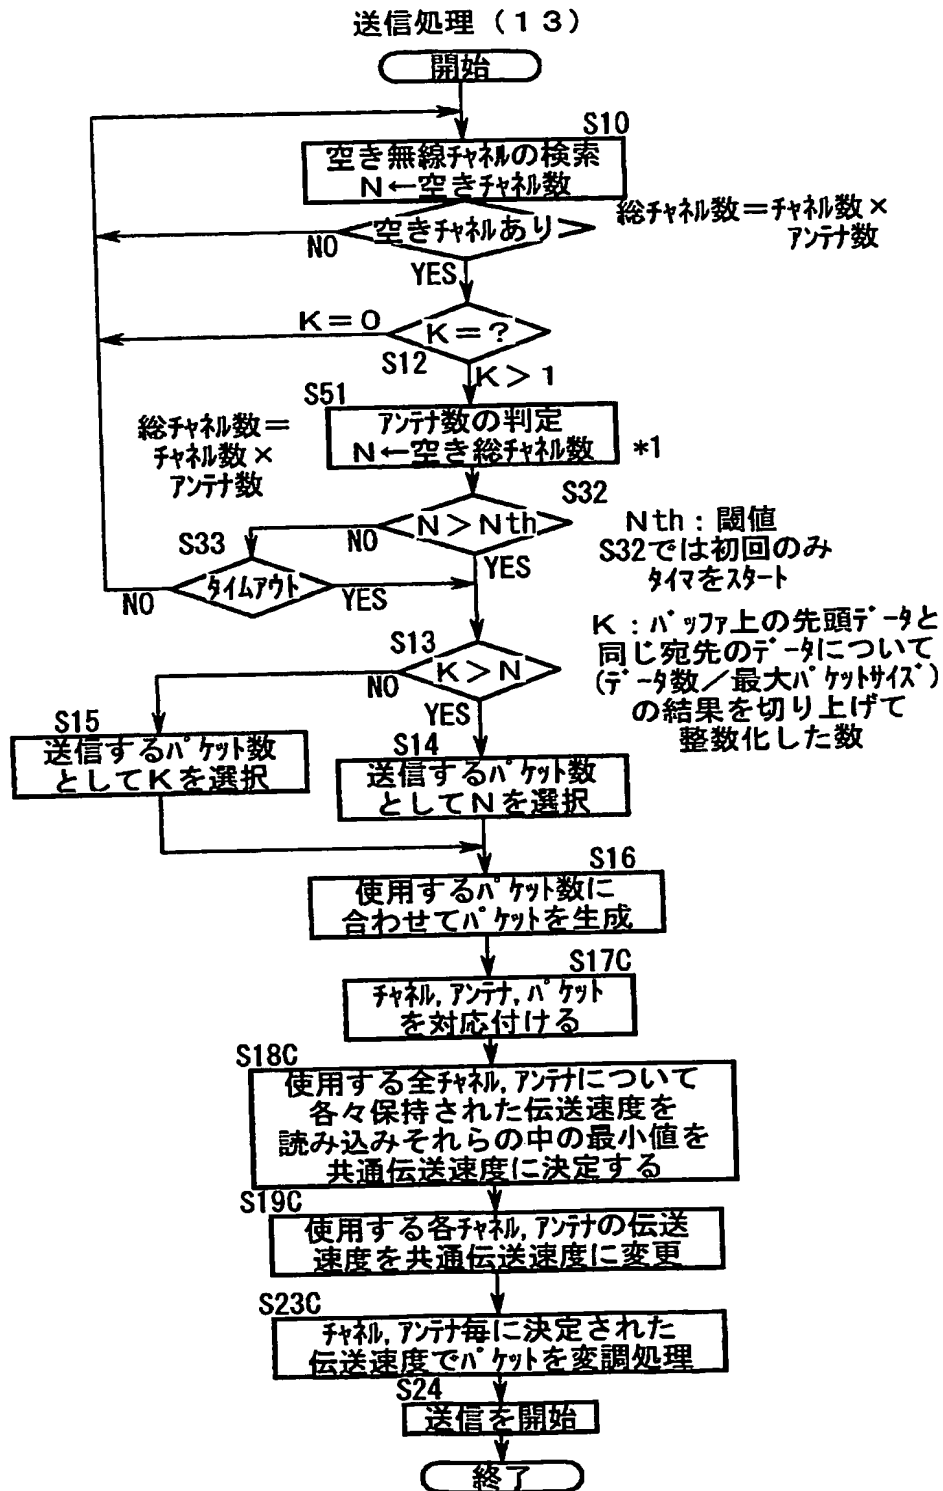 送信処理（１３）
開始
S10
空き無線ﾁｬﾈﾙの検索
N←空きﾁｬﾈﾙ数
総ﾁｬﾈﾙ数＝ﾁｬﾈﾙ数×
ｱﾝﾃﾅ数
空きﾁｬﾈﾙあり
NO
YES
K＝0
K＝？
S12
K＞1
S51
ｱﾝﾃﾅ数の判定
N←空き総ﾁｬﾈﾙ数
*1
総ﾁｬﾈﾙ数＝
ﾁｬﾈﾙ数×
ｱﾝﾃﾅ数
S32
N＞Nth
NO
YES
Nth：閾値
S32では初回のみ
ﾀｲﾏをｽﾀｰﾄ
S33
ﾀｲﾑｱｳﾄ
NO
YES
K：ﾊﾞｯﾌｧ上の先頭ﾃﾞｰﾀと
同じ宛先のﾃﾞｰﾀについて
(ﾃﾞｰﾀ数／最大ﾊﾟｹｯﾄｻｲｽﾞ)
の結果を切り上げて
整数化した数
S13
K＞N
NO
YES
S15
送信するﾊﾟｹｯﾄ数
としてKを選択
S14
送信するﾊﾟｹｯﾄ数
としてNを選択
S16
使用するﾊﾟｹｯﾄ数に
合わせてﾊﾟｹｯﾄを生成
S17C
ﾁｬﾈﾙ,ｱﾝﾃﾅ,ﾊﾟｹｯﾄ
を対応付ける
S18C
使用する全ﾁｬﾈﾙ,ｱﾝﾃﾅについて
各々保持された伝送速度を
読み込みそれらの中の最小値を
共通伝送速度に決定する
S19C
使用する各ﾁｬﾈﾙ,ｱﾝﾃﾅの伝送
速度を共通伝送速度に変更
S23C
ﾁｬﾈﾙ,ｱﾝﾃﾅ毎に決定された
伝送速度でﾊﾟｹｯﾄを変調処理
S24
送信を開始
終了